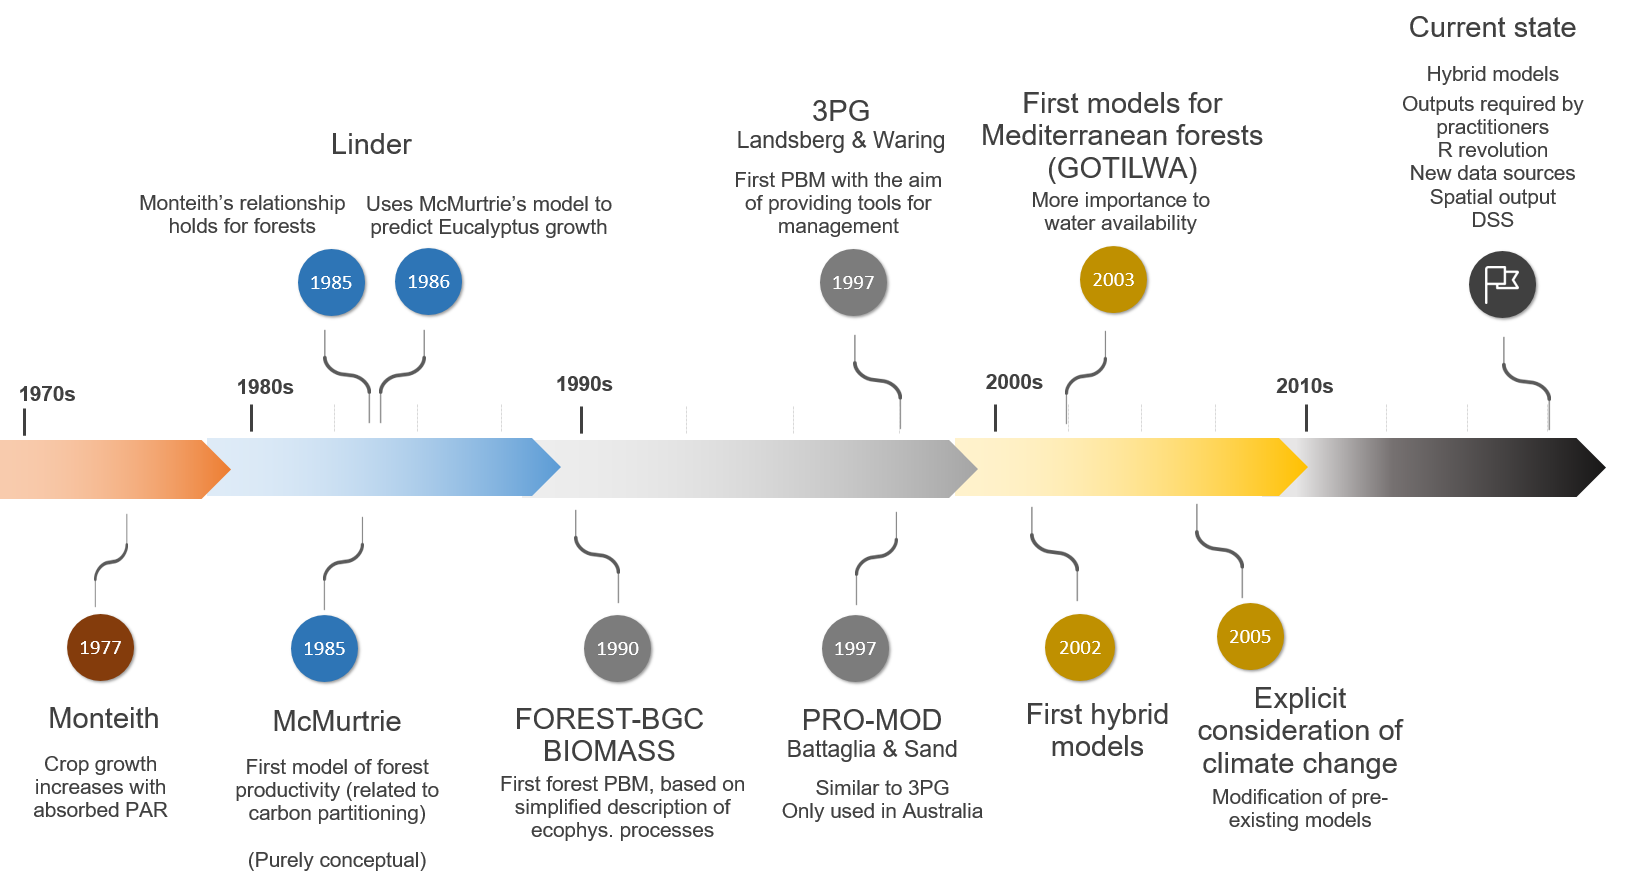 Current state
Hybrid models
Outputs required by
practitioners
R revolution
New data sources
Spatial output
DSS
3PG
Landsberg & Waring
First PBM with the aim
of providing tools for
management
1997
First models for
Mediterranean forests
(GOTILWA)
More importance to
water availability
2003
Linder
Monteith's relationship
holds for forests
1985
Uses McMurtrie's model to
predict Eucalyptus growth
1986
1970s
1980s
1990s
2000s
2010s
1977
Monteith
Crop growth
increases with
absorbed PAR
1985
McMurtrie
First model of forest
productivity (related to
carbon partitioning)
(Purely conceptual)
1990
FOREST-BGC
BIOMASS
First forest PBM, based on
simplified description of
ecophys. processes
1997
PRO-MOD
Battaglia & Sand
Similar to 3PG
Only used in Australia
2002
First hybrid
models
2005
Explicit
consideration of
climate change
Modification of pre-
existing models